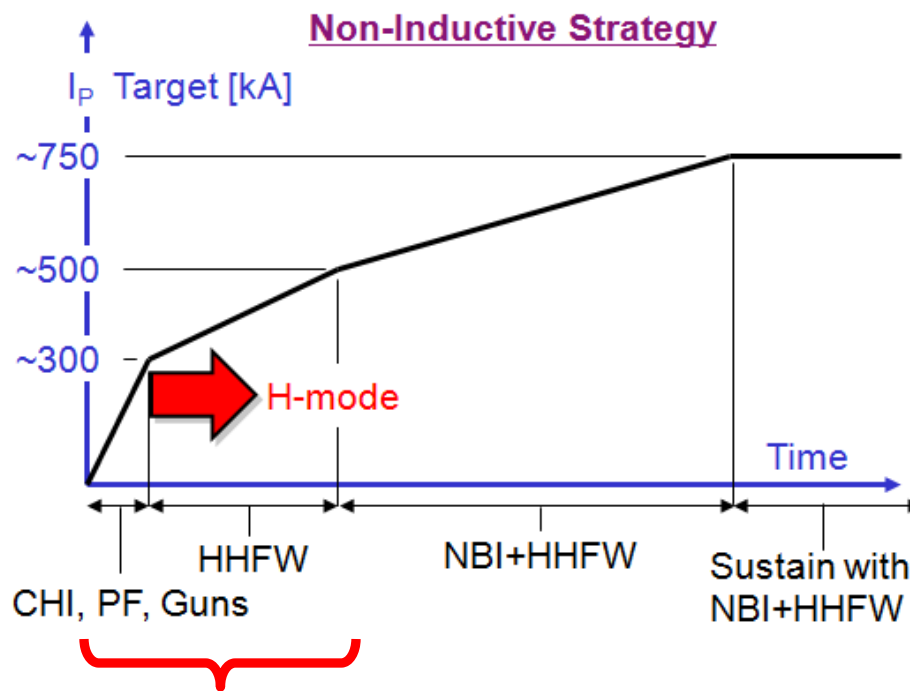 Non-Inductive Strategy
I_P Target [kA]
~750
~500
~300
H-mode
Time
HHFW
NBI+HHFW
Sustain with
NBI+HHFW
CHI, PF, Guns